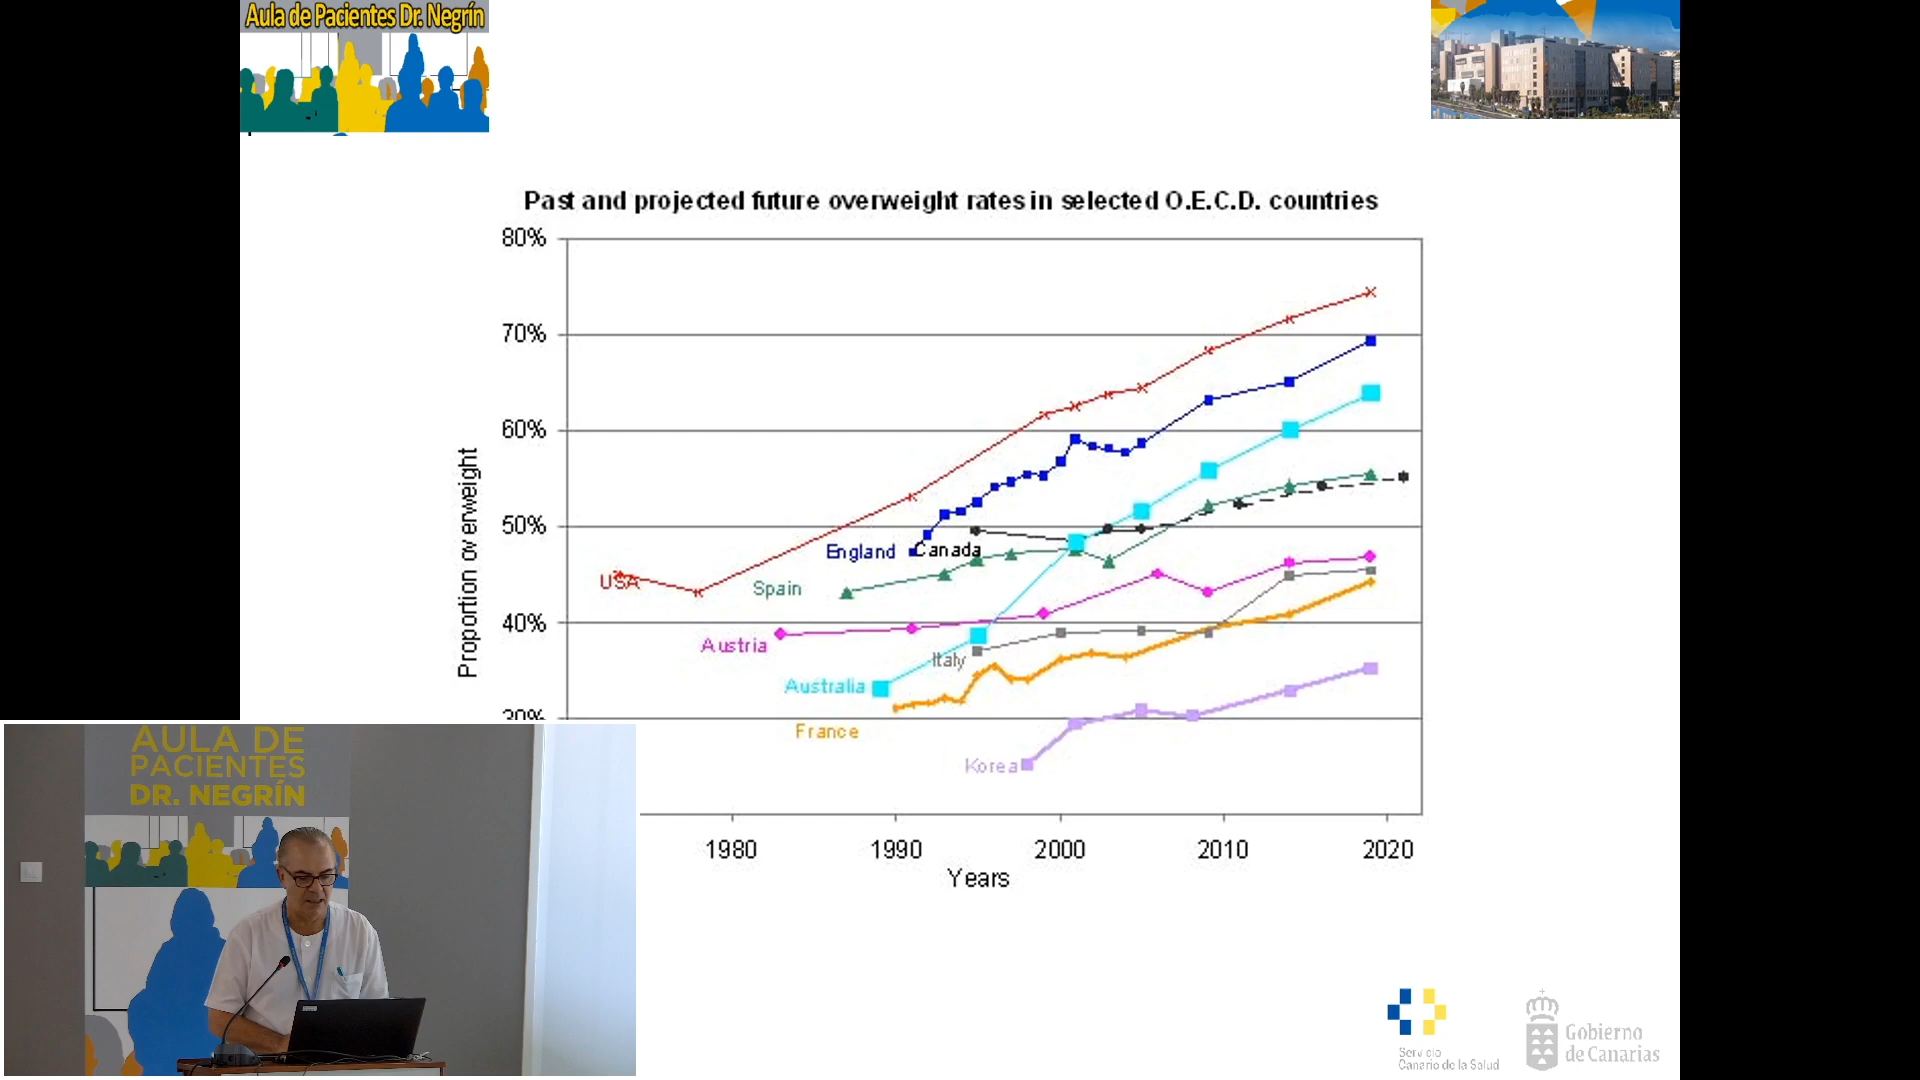 Aula de Pacientes Dr. Negrín
Past and projected future overweight rates in selected O.E.C.D. countries
80%
70%
60%
50%
40%
30%
Proportion overweight
USA
England
Canada
Spain
Austria
Italy
Australia
France
Korea
1980
1990
2000
2010
2020
Years
AULA DE
PACIENTES
DR. NEGRÍN
Servicio
Canario de la Salud
Gobierno
de Canarias